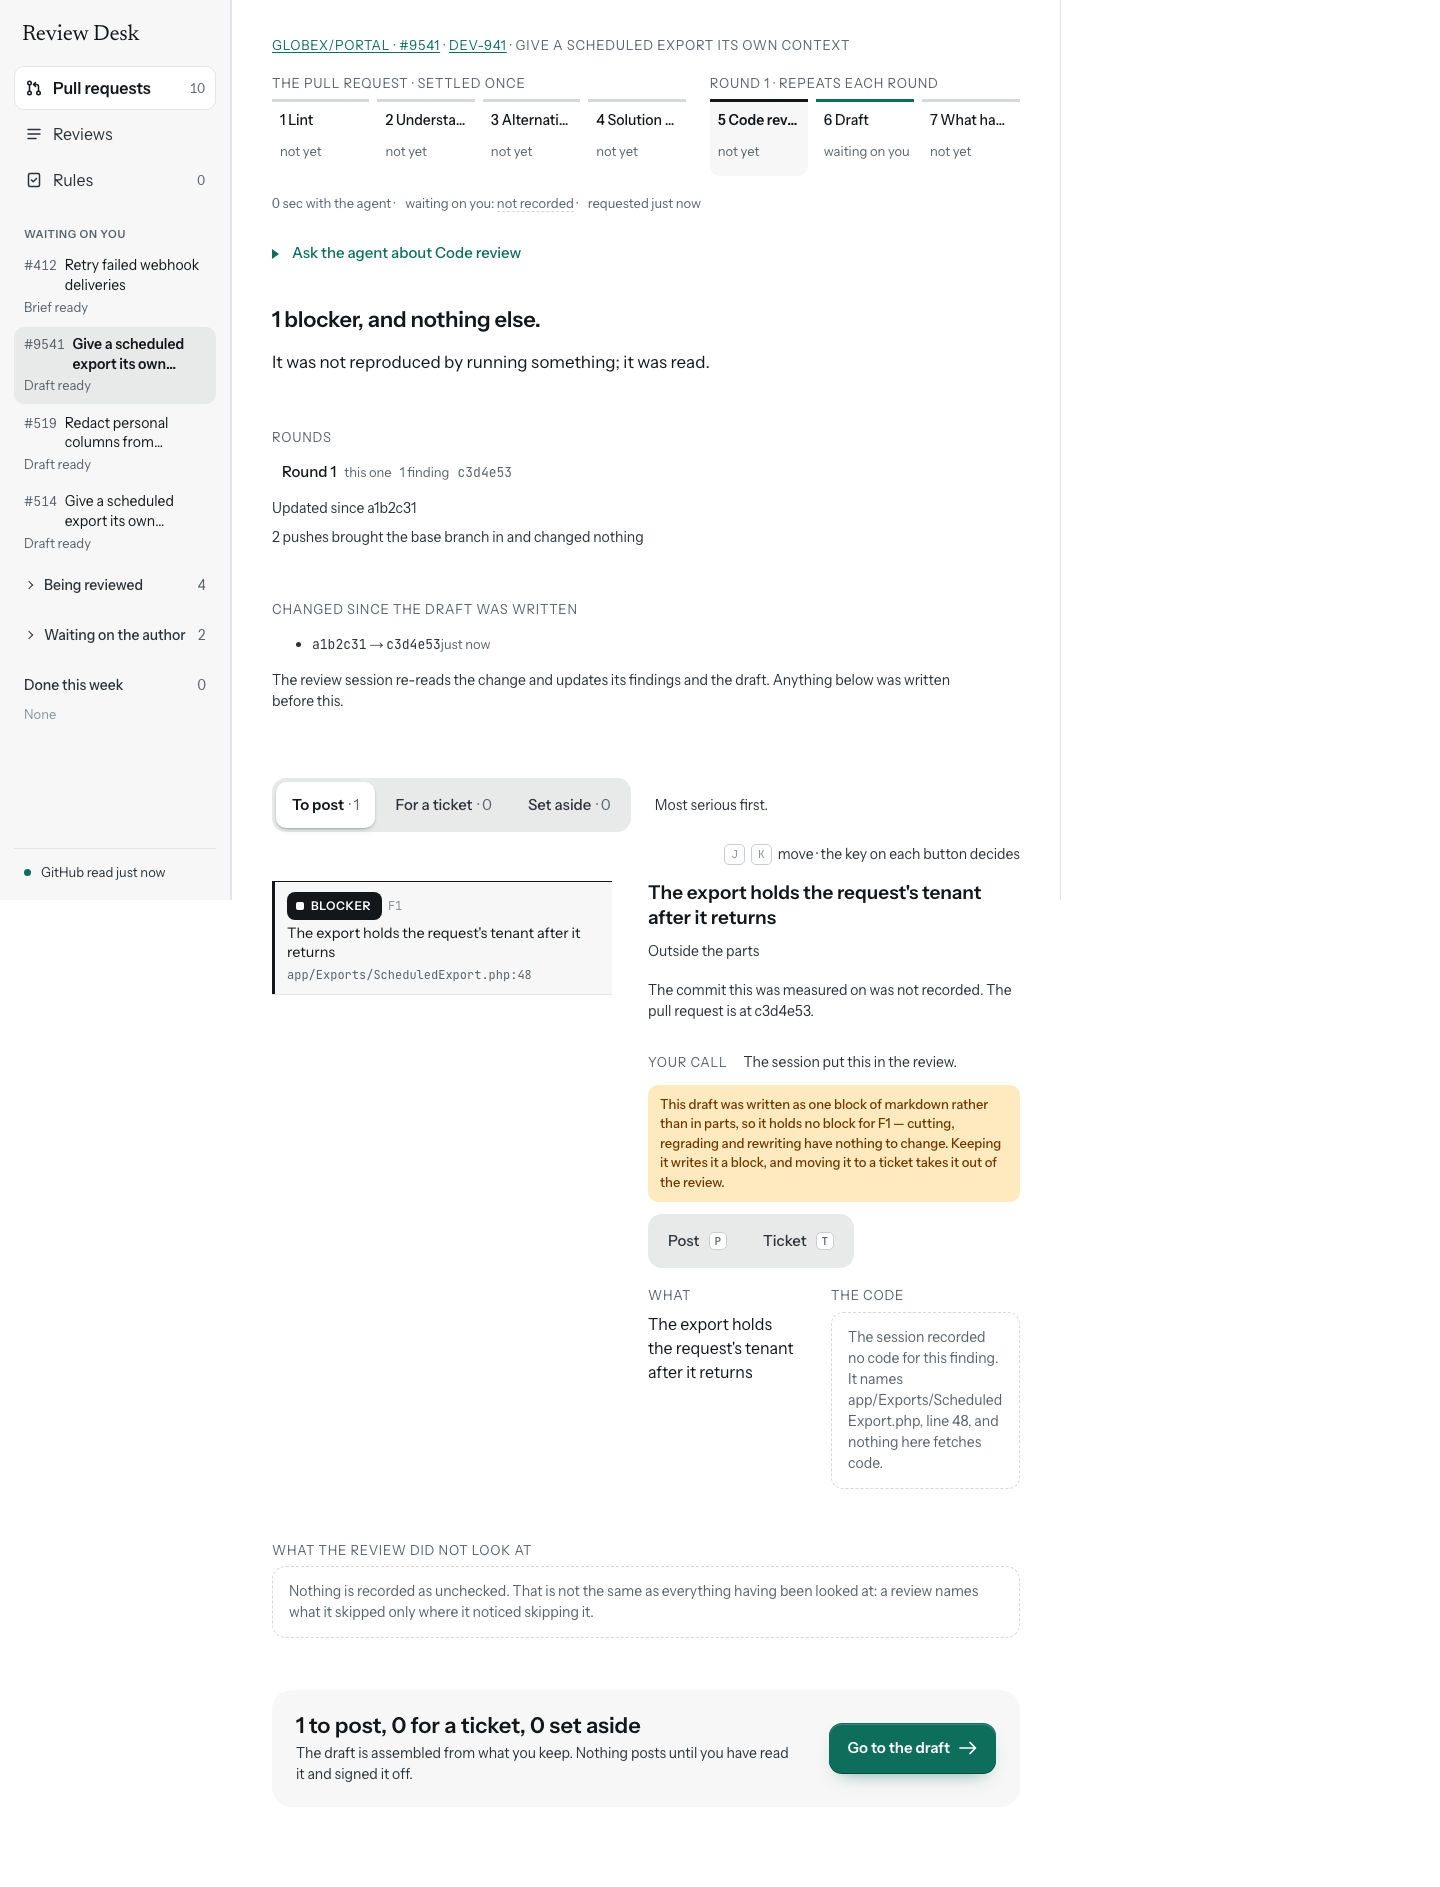 Review Desk
Pull requests 10
Reviews
Rules 0
WAITING ON YOU
#412 Retry failed webhook
deliveries
Brief ready
#9541 Give a scheduled
export its own...
Draft ready
#519 Redact personal
columns from...
Draft ready
#514 Give a scheduled
export its own...
Draft ready
Being reviewed 4
Waiting on the author 2
Done this week 0
None
GitHub read just now
GLOBEX/PORTAL · #9541 · DEV-941 · GIVE A SCHEDULED EXPORT ITS OWN CONTEXT
THE PULL REQUEST · SETTLED ONCE
1 Lint
not yet
2 Understa...
not yet
3 Alternati...
not yet
4 Solution ...
not yet
ROUND 1 · REPEATS EACH ROUND
5 Code rev...
not yet
6 Draft
waiting on you
7 What ha...
not yet
0 sec with the agent · waiting on you: not recorded · requested just now
Ask the agent about Code review
1 blocker, and nothing else.
It was not reproduced by running something; it was read.
ROUNDS
Round 1 this one 1 finding c3d4e53
Updated since a1b2c31
2 pushes brought the base branch in and changed nothing
CHANGED SINCE THE DRAFT WAS WRITTEN
• a1b2c31 → c3d4e53just now
The review session re-reads the change and updates its findings and the draft. Anything below was written
before this.
To post · 1 For a ticket · 0 Set aside · 0 Most serious first.
J K move · the key on each button decides
BLOCKER F1
The export holds the request's tenant after it
returns
app/Exports/ScheduledExport.php:48
The export holds the request's tenant
after it returns
Outside the parts
The commit this was measured on was not recorded. The
pull request is at c3d4e53.
YOUR CALL The session put this in the review.
This draft was written as one block of markdown rather
than in parts, so it holds no block for F1 — cutting,
regrading and rewriting have nothing to change. Keeping
it writes it a block, and moving it to a ticket takes it out of
the review.
Post P Ticket T
WHAT
The export holds
the request's tenant
after it returns
THE CODE
The session recorded
no code for this finding.
It names
app/Exports/Scheduled
Export.php, line 48, and
nothing here fetches
code.
WHAT THE REVIEW DID NOT LOOK AT
Nothing is recorded as unchecked. That is not the same as everything having been looked at: a review names
what it skipped only where it noticed skipping it.
1 to post, 0 for a ticket, 0 set aside
The draft is assembled from what you keep. Nothing posts until you have read
it and signed it off.
Go to the draft →